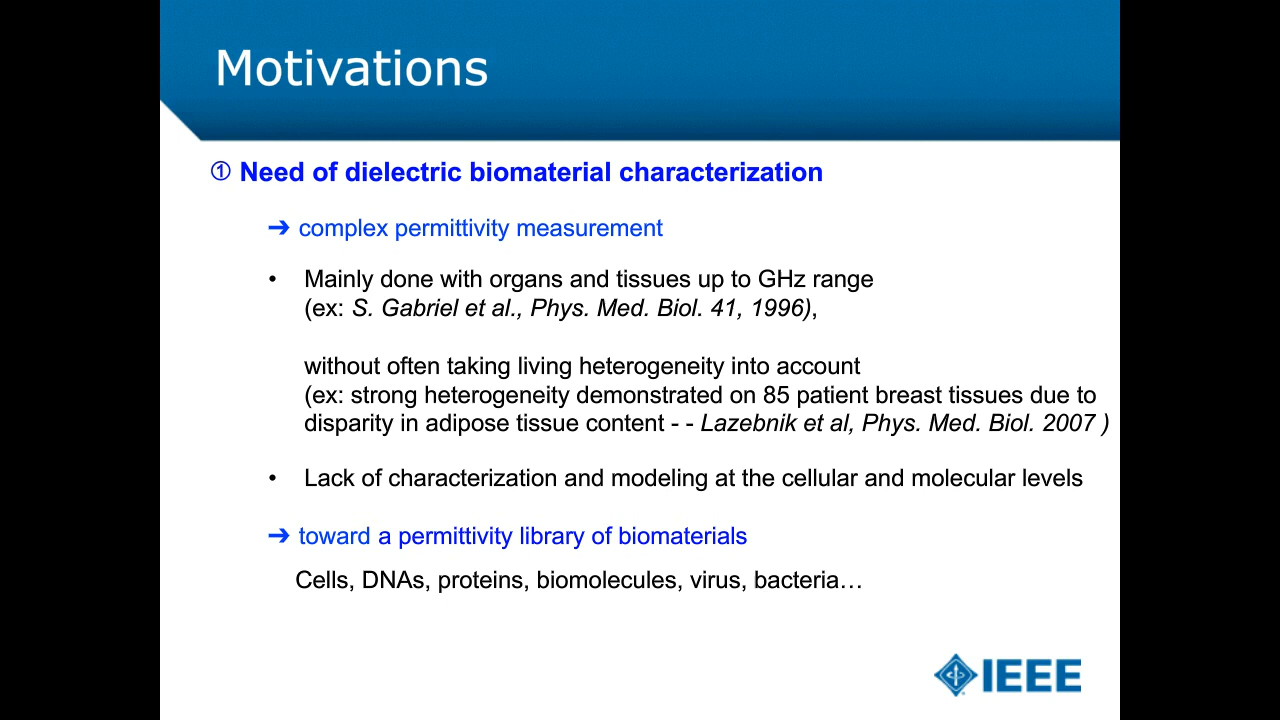 Motivations
① Need of dielectric biomaterial characterization
➔ complex permittivity measurement
• Mainly done with organs and tissues up to GHz range
(ex: S. Gabriel et al., Phys. Med. Biol. 41, 1996),
without often taking living heterogeneity into account
(ex: strong heterogeneity demonstrated on 85 patient breast tissues due to
disparity in adipose tissue content - - Lazebnik et al, Phys. Med. Biol. 2007 )
• Lack of characterization and modeling at the cellular and molecular levels
➔ toward a permittivity library of biomaterials
Cells, DNAs, proteins, biomolecules, virus, bacteria…
IEEE